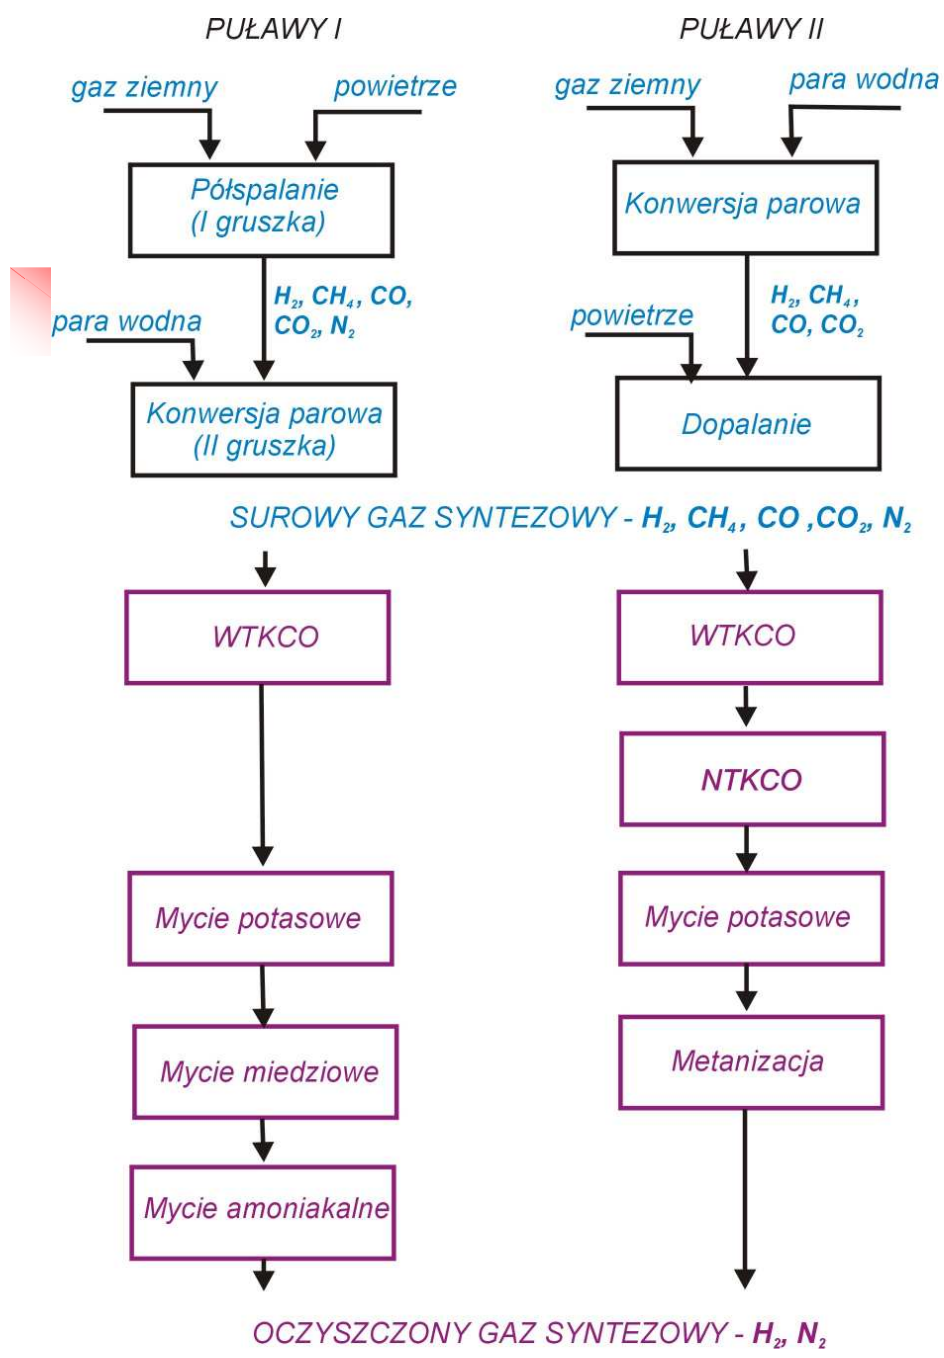 PUŁAWY I
PUŁAWY II
gaz ziemny
powietrze
gaz ziemny
para wodna
Półspalanie
(I gruszka)
Konwersja parowa
H₂, CH₄, CO,
CO₂, N₂
H₂, CH₄,
CO, CO₂
para wodna
powietrze
Konwersja parowa
(II gruszka)
Dopalanie
SUROWY GAZ SYNTEZOWY - H₂, CH₄, CO ,CO₂, N₂
WTKCO
WTKCO
NTKCO
Mycie potasowe
Mycie potasowe
Mycie miedziowe
Metanizacja
Mycie amoniakalne
OCZYSZCZONY GAZ SYNTEZOWY - H₂, N₂